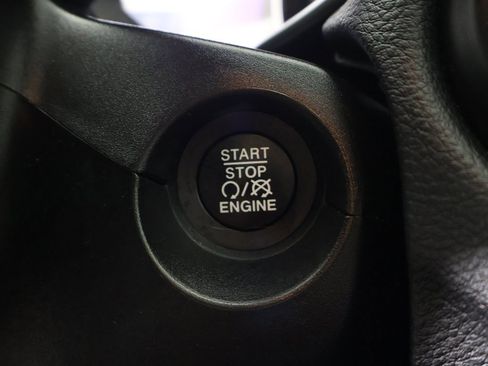 START
STOP
/
ENGINE